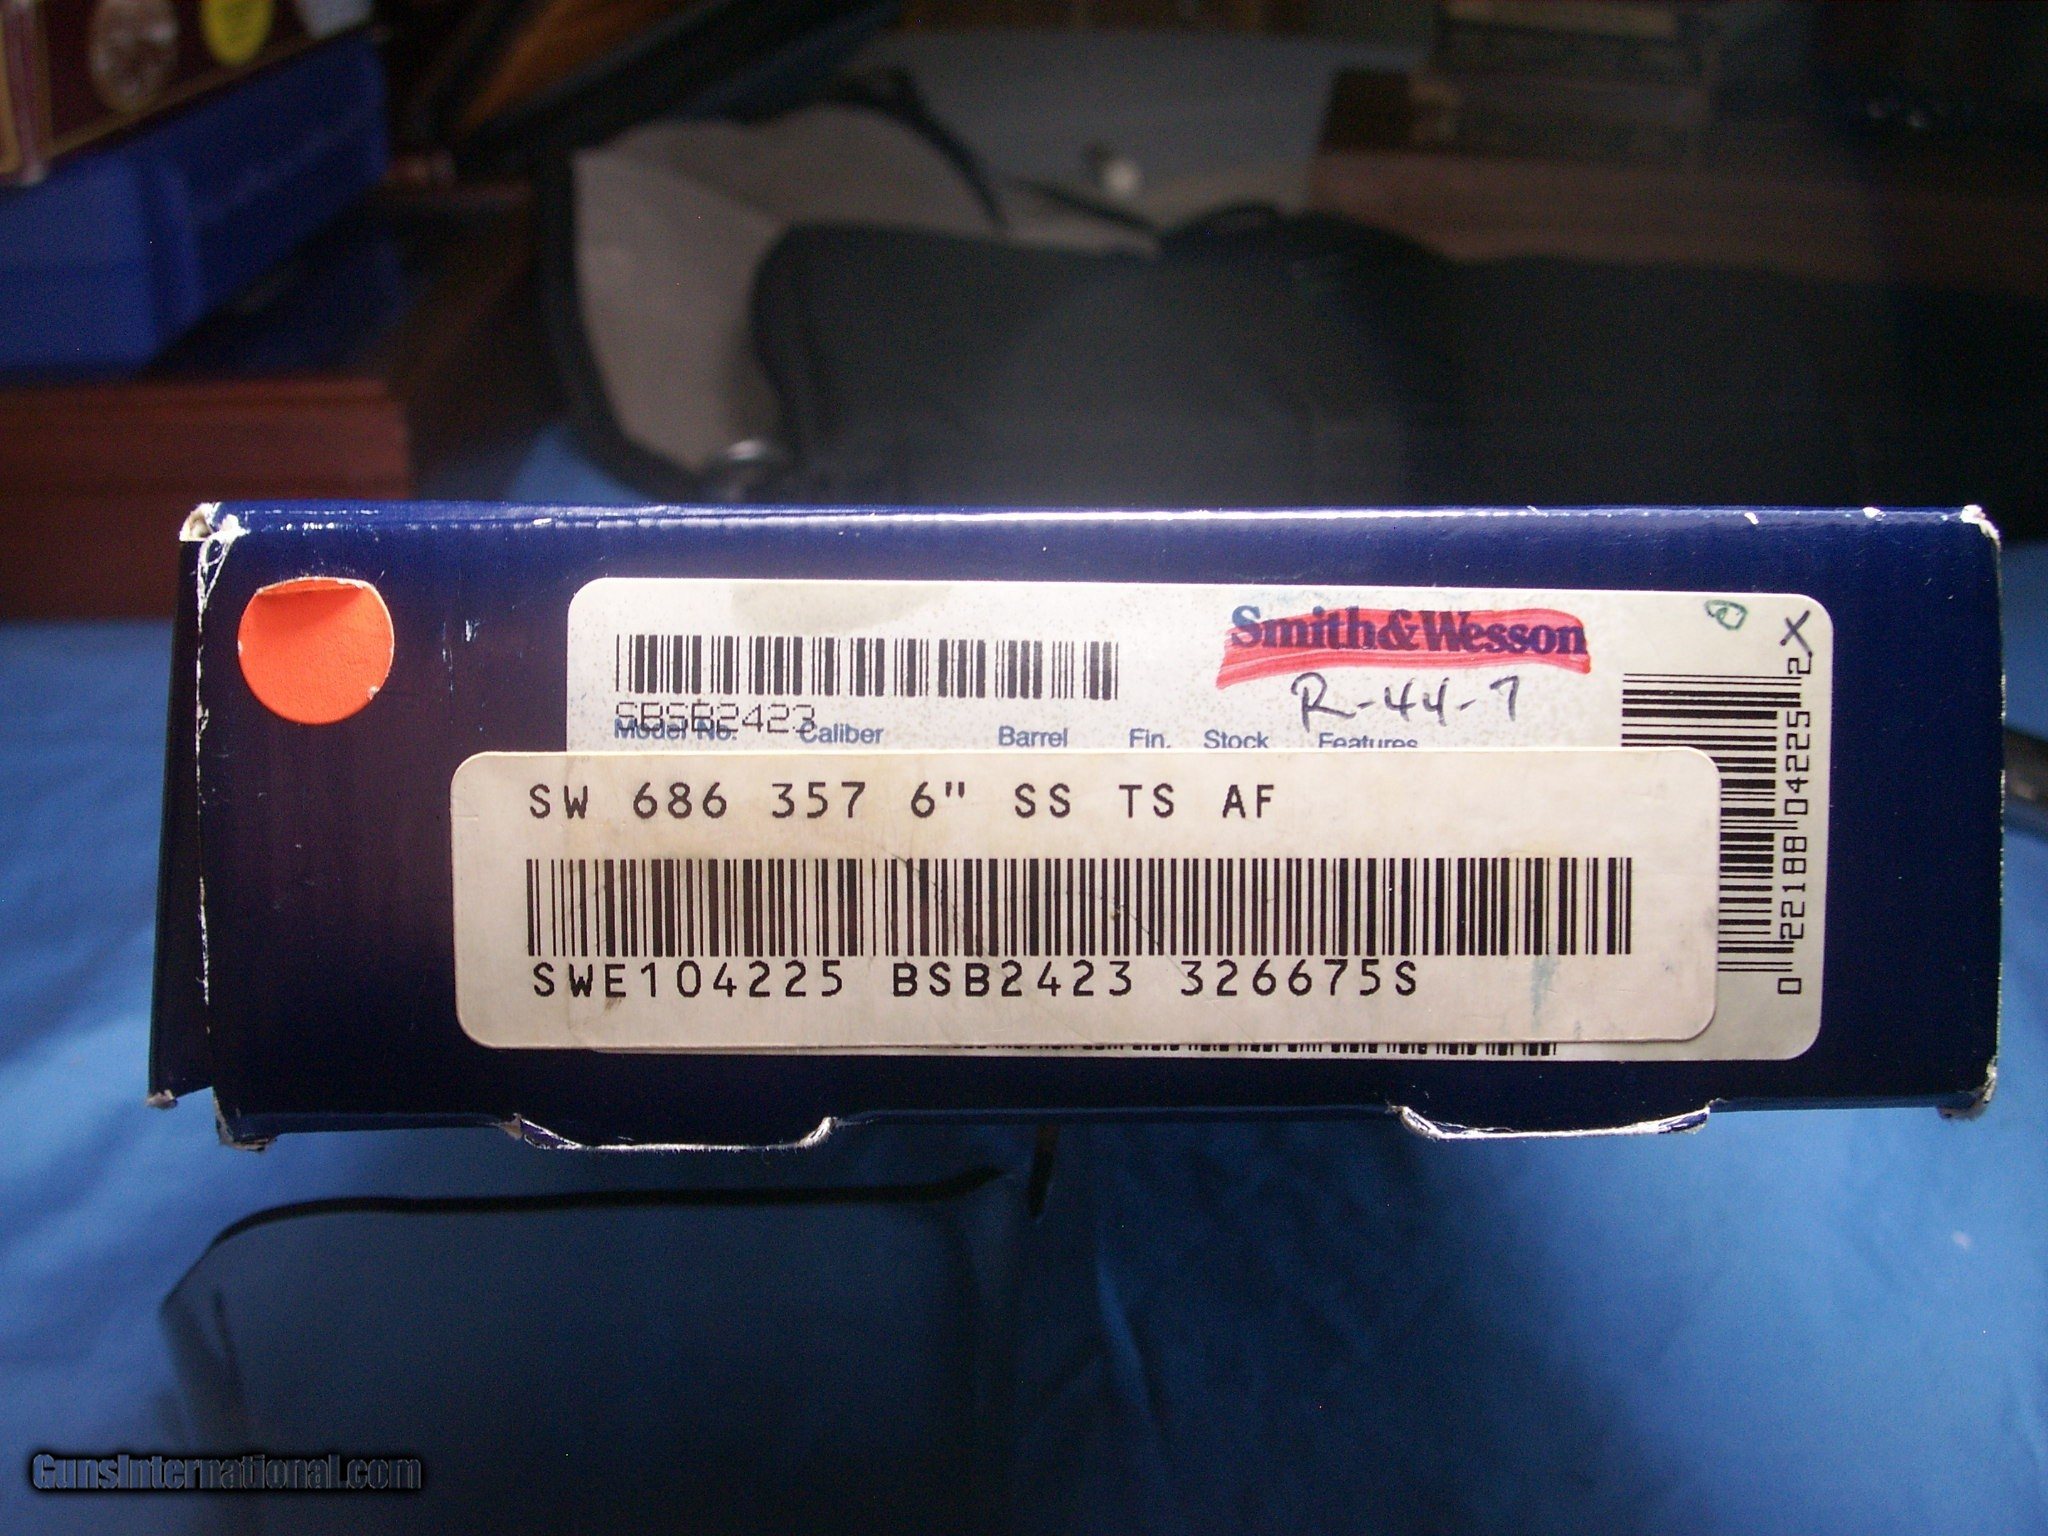 Smith&Wesson
R-44-7
X
SBSB2423
Model No. Caliber Barrel Fin. Stock Features
SW 686 357 6" SS TS AF
SWE104225 BSB2423 326675S
0 22188 04225 2
GunsInternational.com